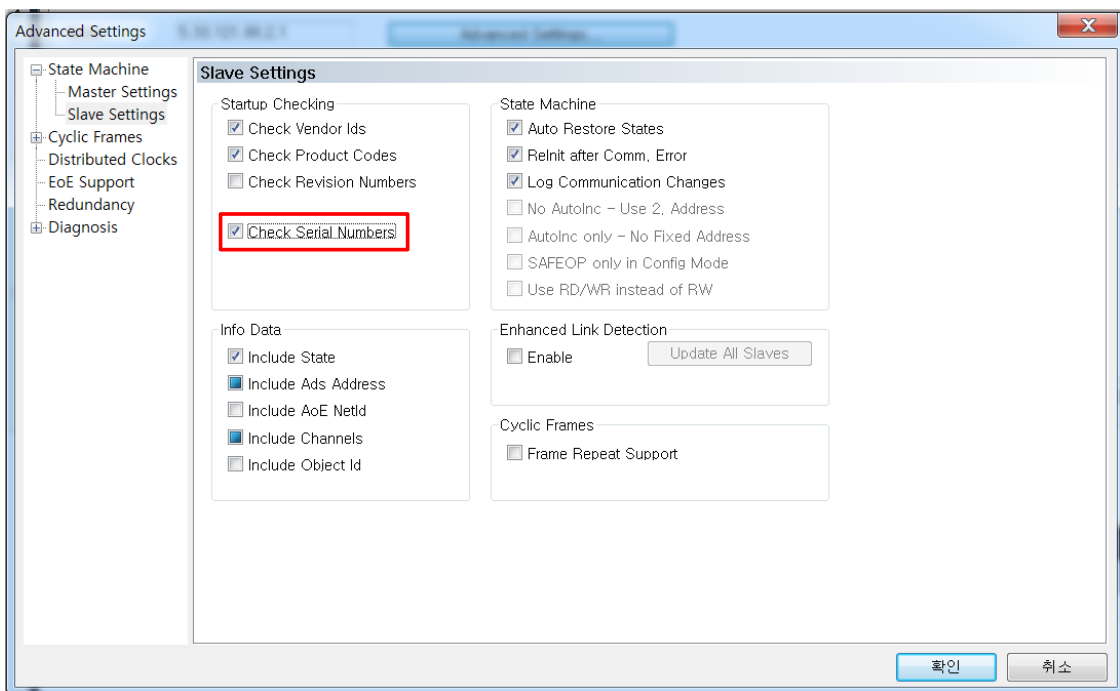 Advanced Settings
Advanced Settings...
State Machine
Master Settings
Slave Settings
Cyclic Frames
Distributed Clocks
EoE Support
Redundancy
Diagnosis
Slave Settings
Startup Checking
Check Vendor Ids
Check Product Codes
Check Revision Numbers
Check Serial Numbers
State Machine
Auto Restore States
ReInit after Comm. Error
Log Communication Changes
No AutoInc - Use 2. Address
AutoInc only - No Fixed Address
SAFEOP only in Config Mode
Use RD/WR instead of RW
Info Data
Include State
Include Ads Address
Include AoE NetId
Include Channels
Include Object Id
Enhanced Link Detection
Enable
Update All Slaves
Cyclic Frames
Frame Repeat Support
확인
취소